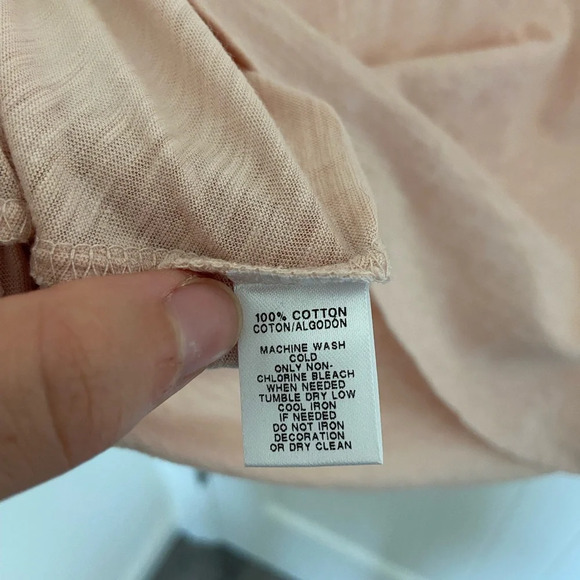 100% COTTON
COTON/ALGODÓN
MACHINE WASH
COLD
ONLY NON-
CHLORINE BLEACH
WHEN NEEDED
TUMBLE DRY LOW
COOL IRON
IF NEEDED
DO NOT IRON
DECORATION
OR DRY CLEAN